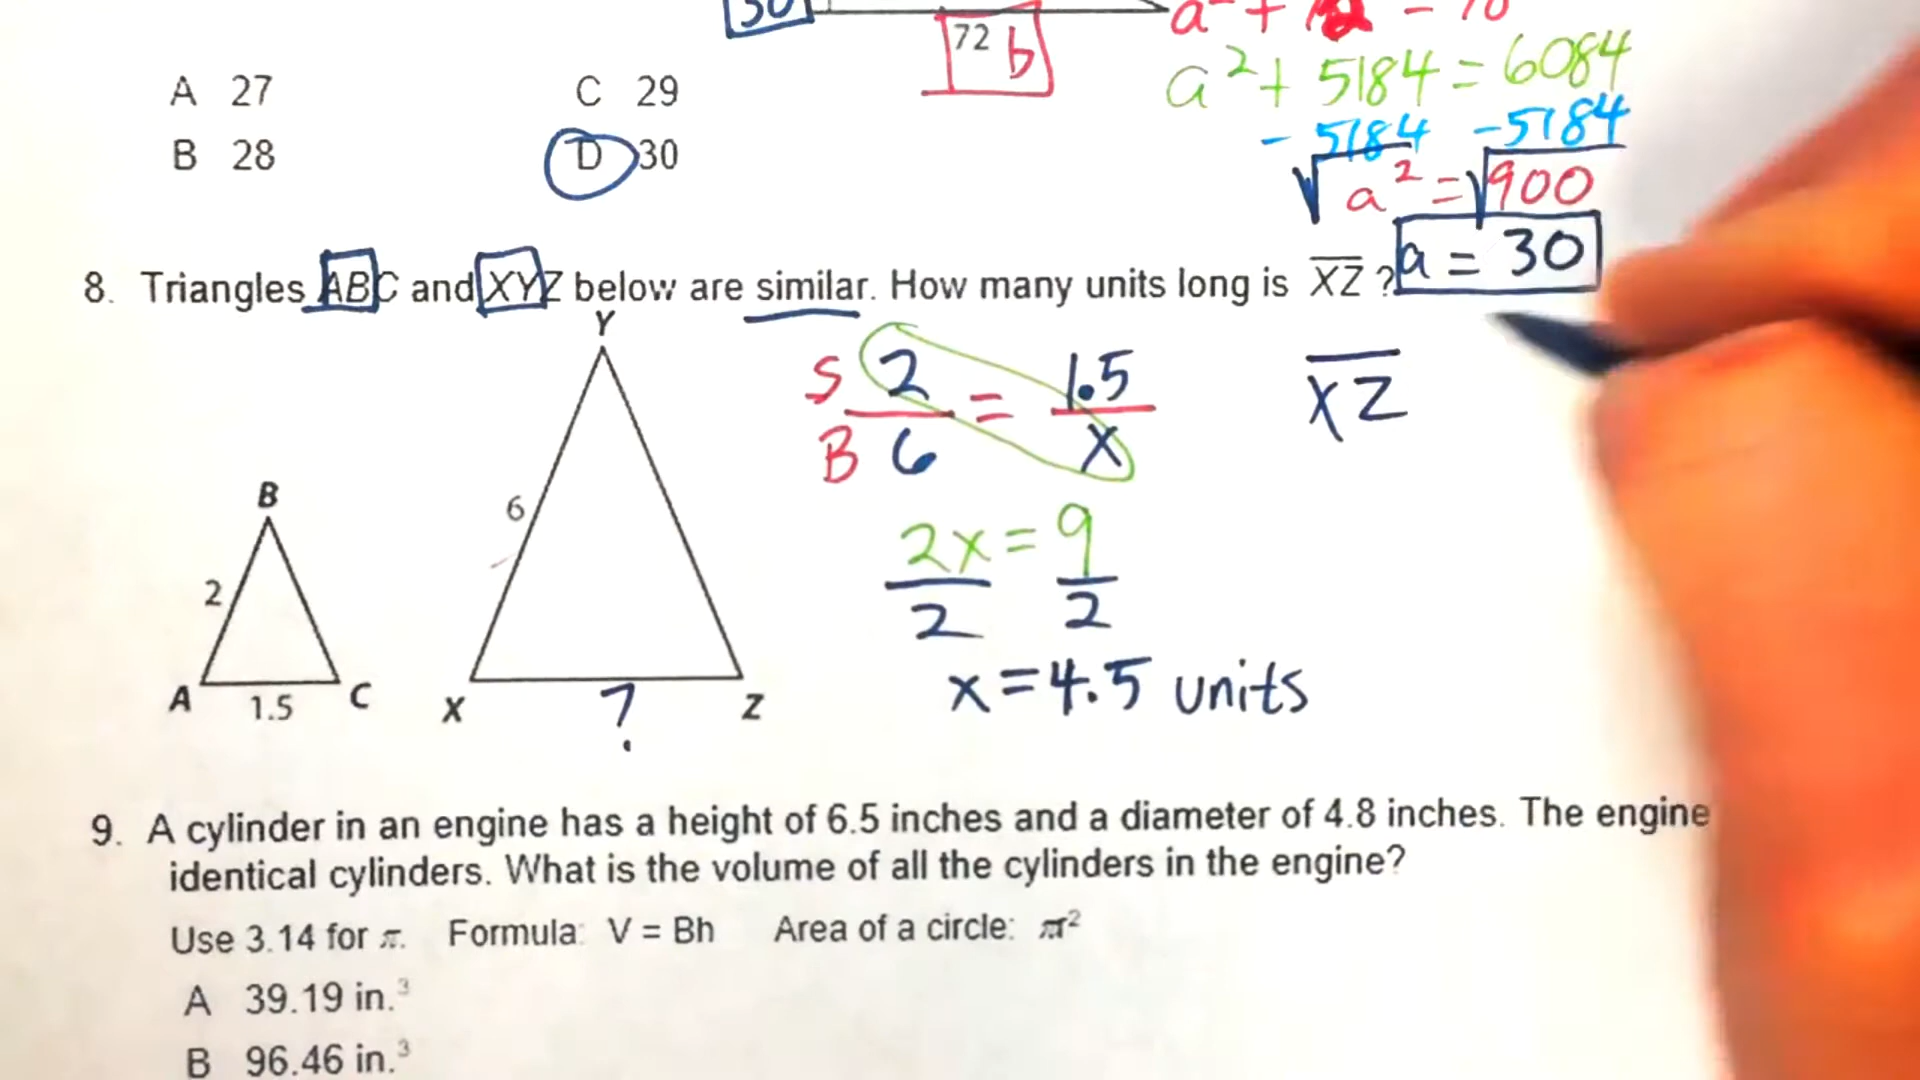 30
72 b
a² + 5184 = 6084
- 5184 -5184
√a² = √900
a = 30
A 27
C 29
B 28
D 30
8. Triangles ABC and XYZ below are similar. How many units long is XZ ?
Y
S 2 = 1.5
B 6 x
XZ
6
B
2
2x = 9
2 2
x = 4.5 units
A 1.5 C
X ? Z
9. A cylinder in an engine has a height of 6.5 inches and a diameter of 4.8 inches. The engine
identical cylinders. What is the volume of all the cylinders in the engine?
Use 3.14 for π. Formula: V = Bh Area of a circle: πr²
A 39.19 in.³
B 96.46 in.³